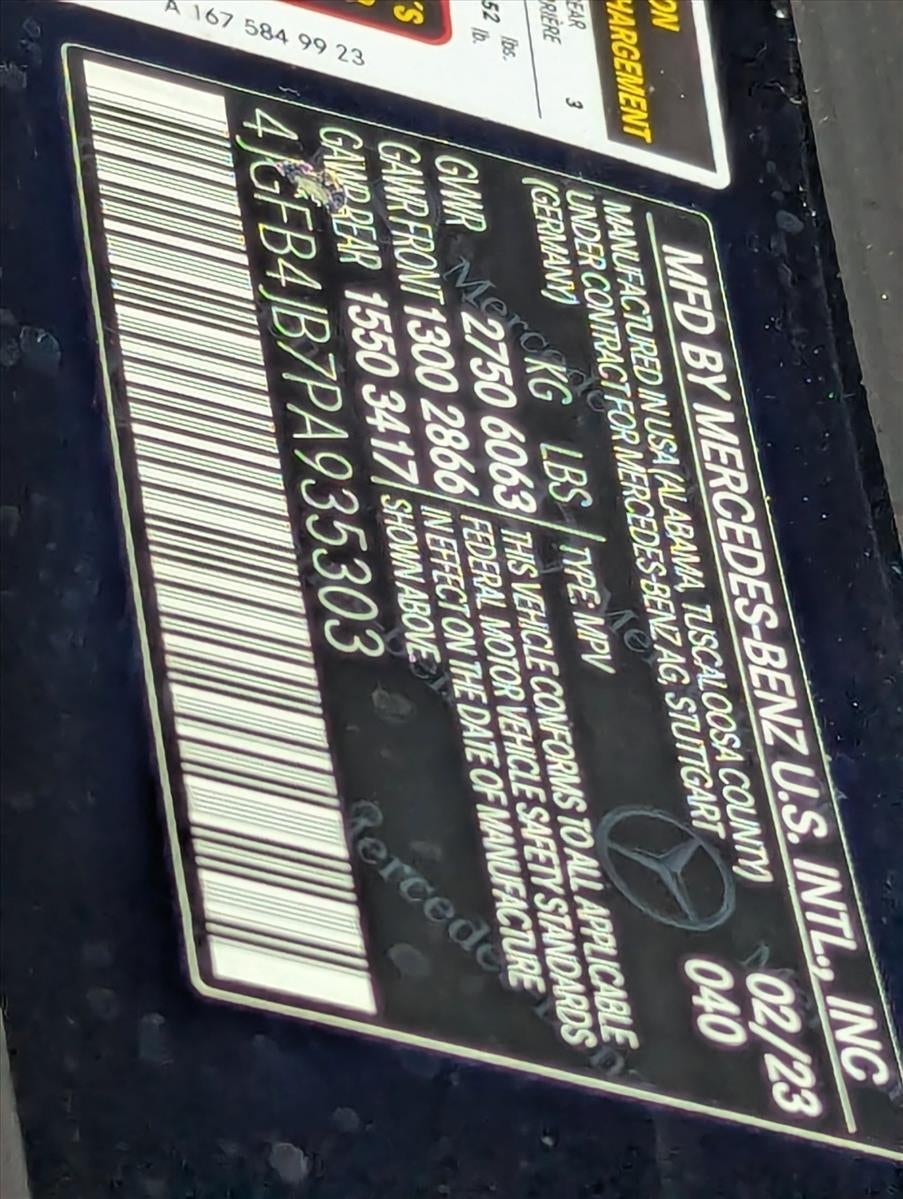 ON
HARGEMENT
EAR 3
RIÈRE
lbs.
52 lb.
'S
A 167 584 99 23
MFD BY MERCEDES-BENZ U.S. INTL., INC
MANUFACTURED IN USA (ALABAMA, TUSCALOOSA COUNTY) 02/23
UNDER CONTRACT FOR MERCEDES-BENZ AG, STUTTGART 040
(GERMANY)
KG LBS TYPE: MPV
GVWR 2750 6063 THIS VEHICLE CONFORMS TO ALL APPLICABLE
GAWR FRONT 1300 2866 FEDERAL MOTOR VEHICLE SAFETY STANDARDS
GAWR REAR 1550 3417 IN EFFECT ON THE DATE OF MANUFACTURE
SHOWN ABOVE
4JGFB4JB7PA935303